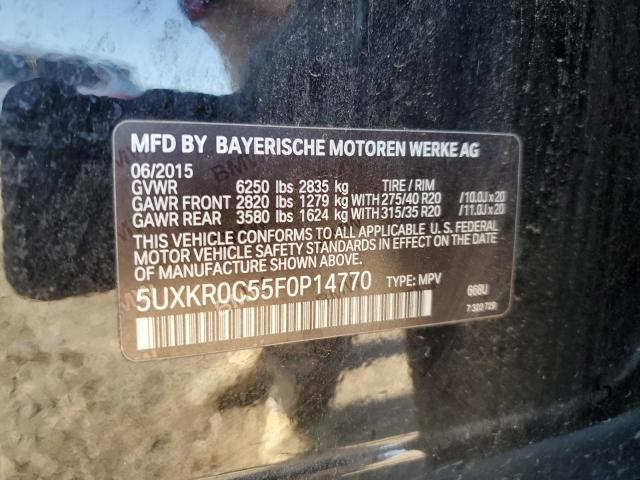 MFD BY BAYERISCHE MOTOREN WERKE AG
06/2015
GVWR 6250 lbs 2835 kg TIRE / RIM
GAWR FRONT 2820 lbs 1279 kg WITH 275/40 R20 /10.0J x 20
GAWR REAR 3580 lbs 1624 kg WITH 315/35 R20 /11.0J x 20
THIS VEHICLE CONFORMS TO ALL APPLICABLE U. S. FEDERAL
MOTOR VEHICLE SAFETY STANDARDS IN EFFECT ON THE DATE
OF MANUFACTURE SHOWN ABOVE.
5UXKR0C55F0P14770 TYPE: MPV 668U
7 320 729